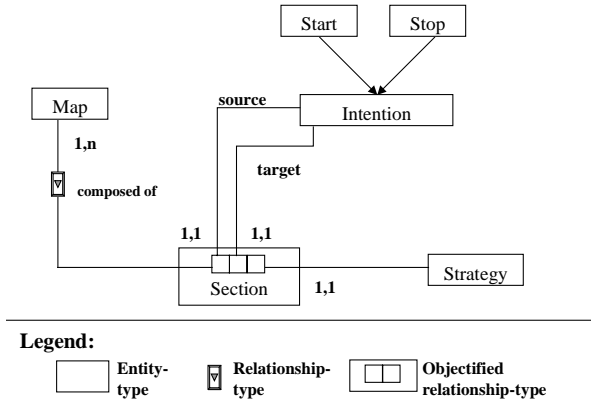 Start
Stop
Map
source
Intention
1,n
target
composed of
1,1
1,1
Section
1,1
Strategy
Legend:
Entity-
type
Relationship-
type
Objectified
relationship-type